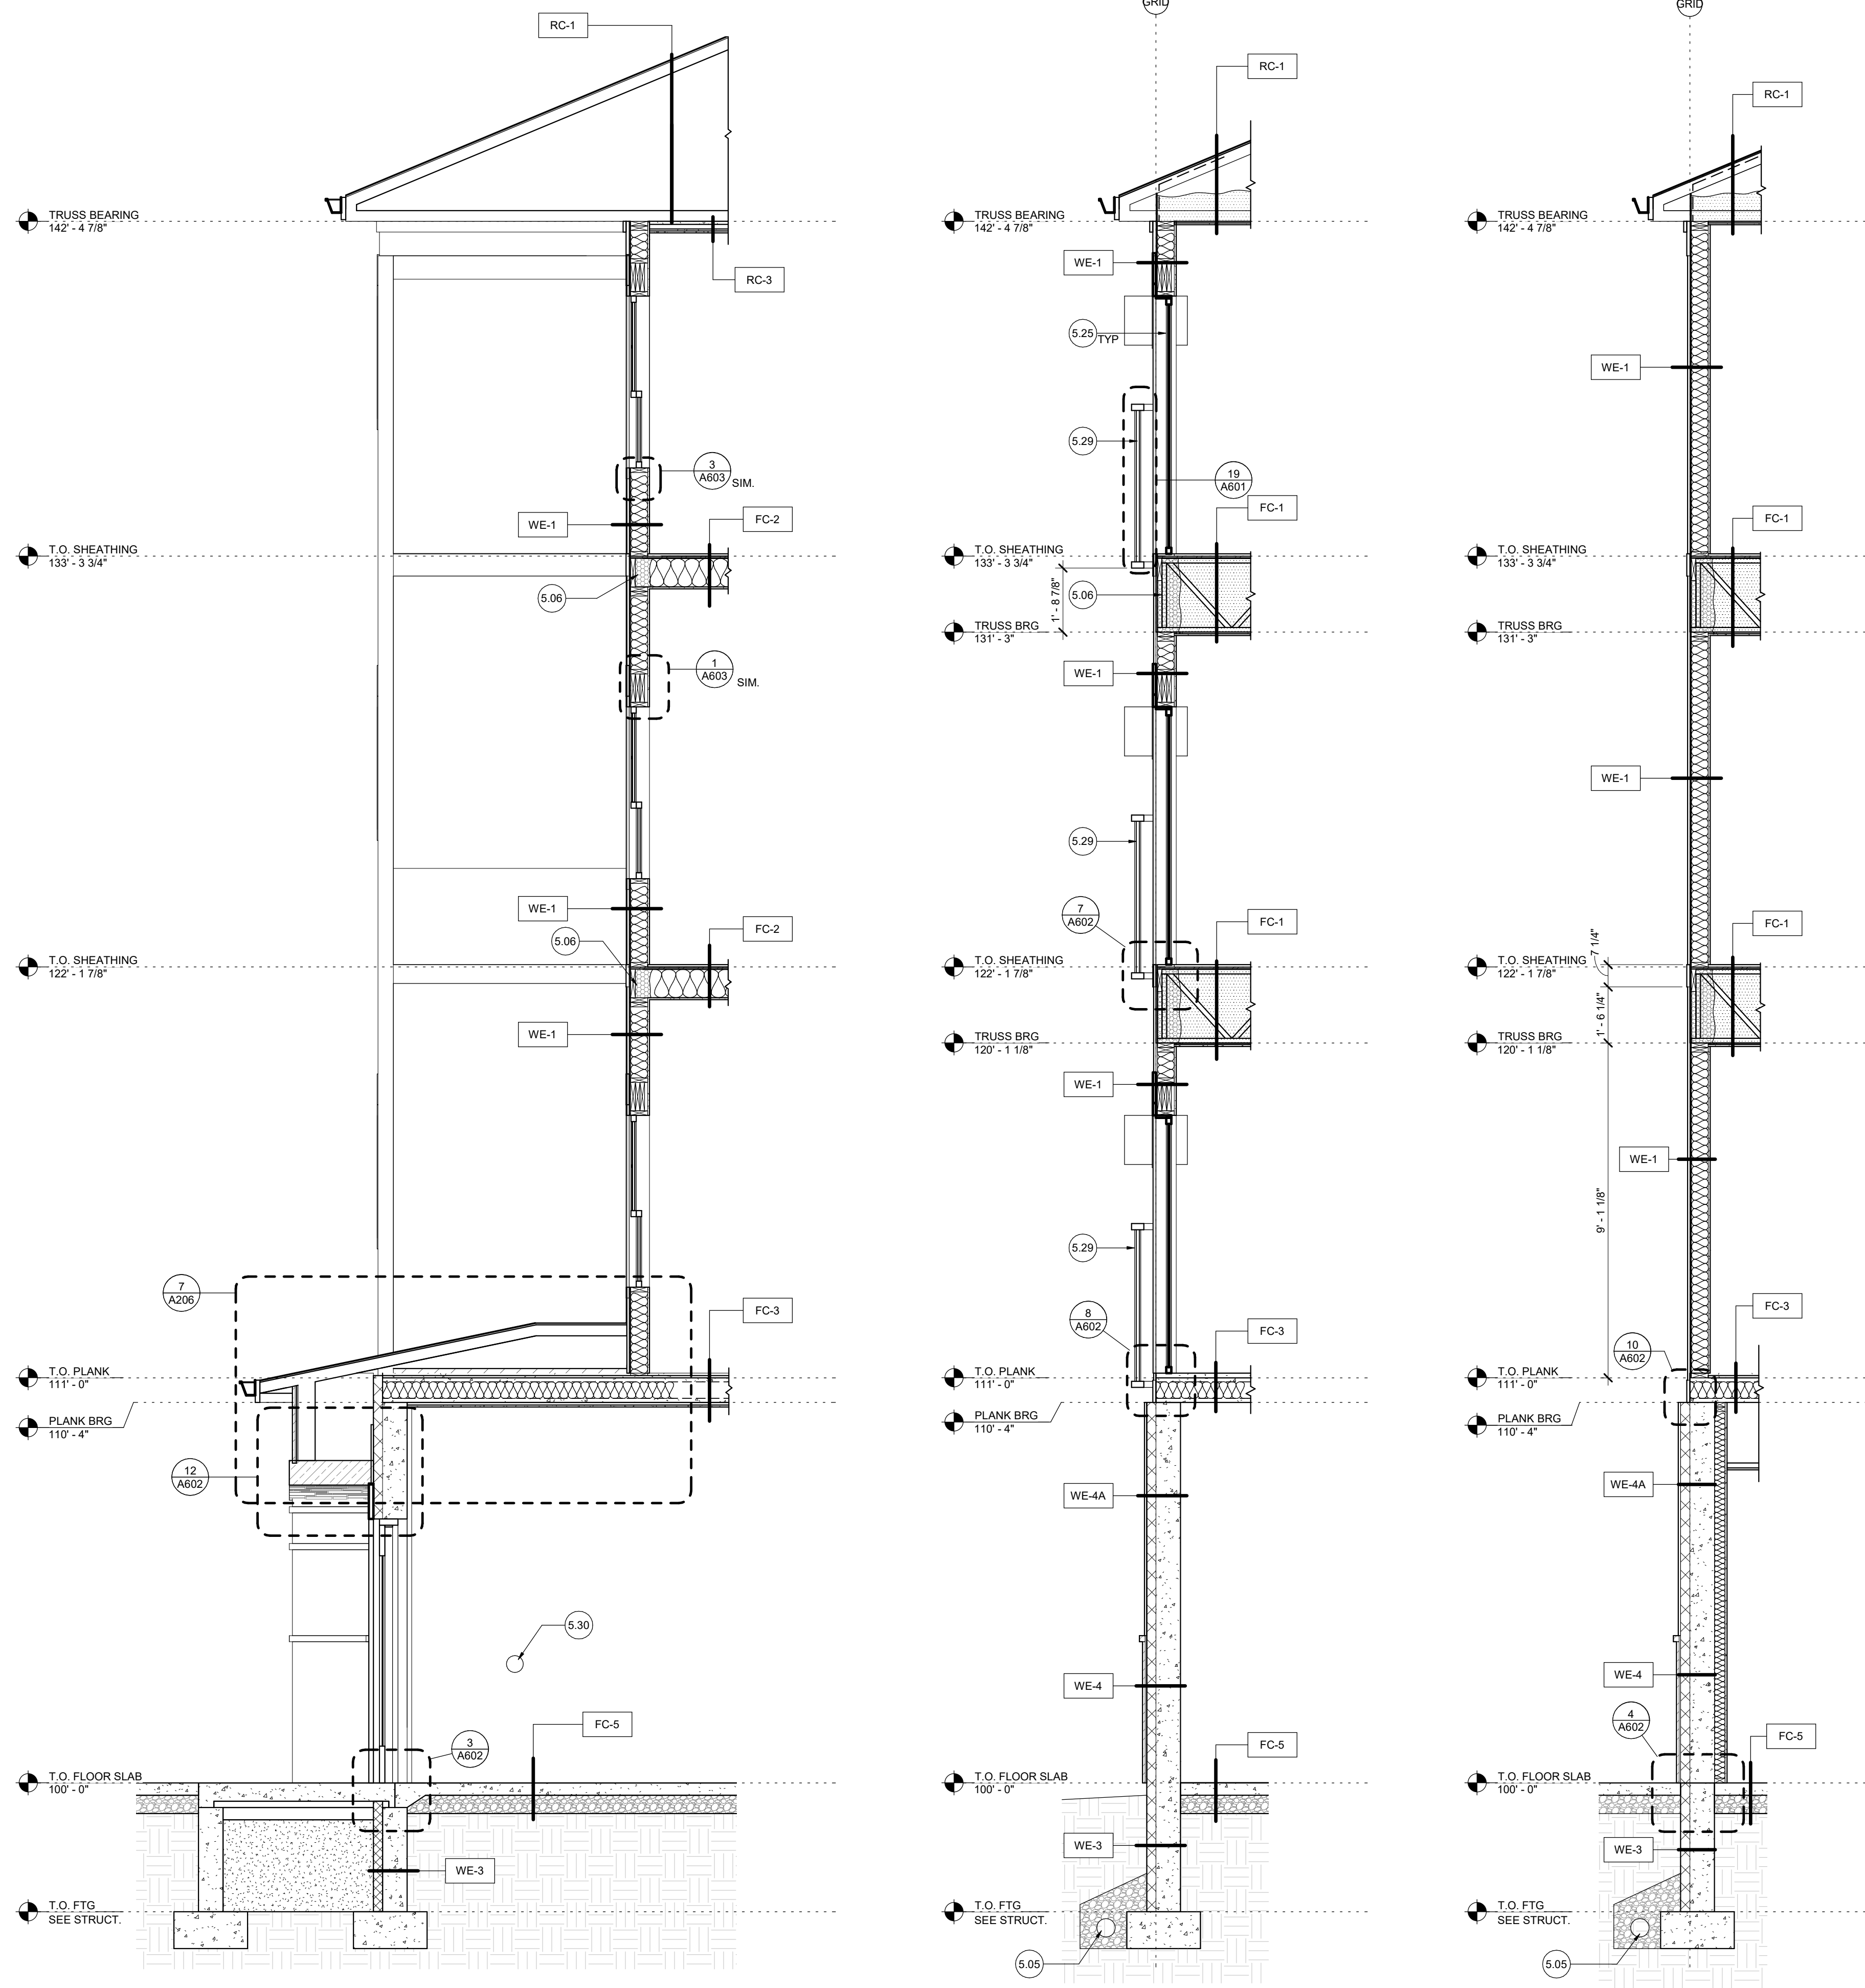 RC-1
TRUSS BEARING
142' - 4 7/8"
RC-3
3
A603
SIM.
WE-1
FC-2
T.O. SHEATHING
133' - 3 3/4"
5.06
1
A603
SIM.
WE-1
FC-2
5.06
T.O. SHEATHING
122' - 1 7/8"
WE-1
7
A206
FC-3
T.O. PLANK
111' - 0"
PLANK BRG
110' - 4"
12
A602
5.30
FC-5
3
A602
T.O. FLOOR SLAB
100' - 0"
WE-3
T.O. FTG
SEE STRUCT.
GRID
RC-1
TRUSS BEARING
142' - 4 7/8"
WE-1
5.25
TYP
5.29
19
A601
FC-1
T.O. SHEATHING
133' - 3 3/4"
1' - 8 7/8"
5.06
TRUSS BRG
131' - 3"
WE-1
5.29
7
A602
FC-1
T.O. SHEATHING
122' - 1 7/8"
TRUSS BRG
120' - 1 1/8"
WE-1
5.29
8
A602
FC-3
T.O. PLANK
111' - 0"
PLANK BRG
110' - 4"
WE-4A
WE-4
FC-5
T.O. FLOOR SLAB
100' - 0"
WE-3
T.O. FTG
SEE STRUCT.
5.05
GRID
RC-1
TRUSS BEARING
142' - 4 7/8"
WE-1
FC-1
T.O. SHEATHING
133' - 3 3/4"
TRUSS BRG
131' - 3"
WE-1
FC-1
7 1/4"
T.O. SHEATHING
122' - 1 7/8"
1' - 6 1/4"
TRUSS BRG
120' - 1 1/8"
WE-1
9' - 1 1/8"
FC-3
10
A602
T.O. PLANK
111' - 0"
PLANK BRG
110' - 4"
WE-4A
WE-4
4
A602
FC-5
T.O. FLOOR SLAB
100' - 0"
WE-3
T.O. FTG
SEE STRUCT.
5.05